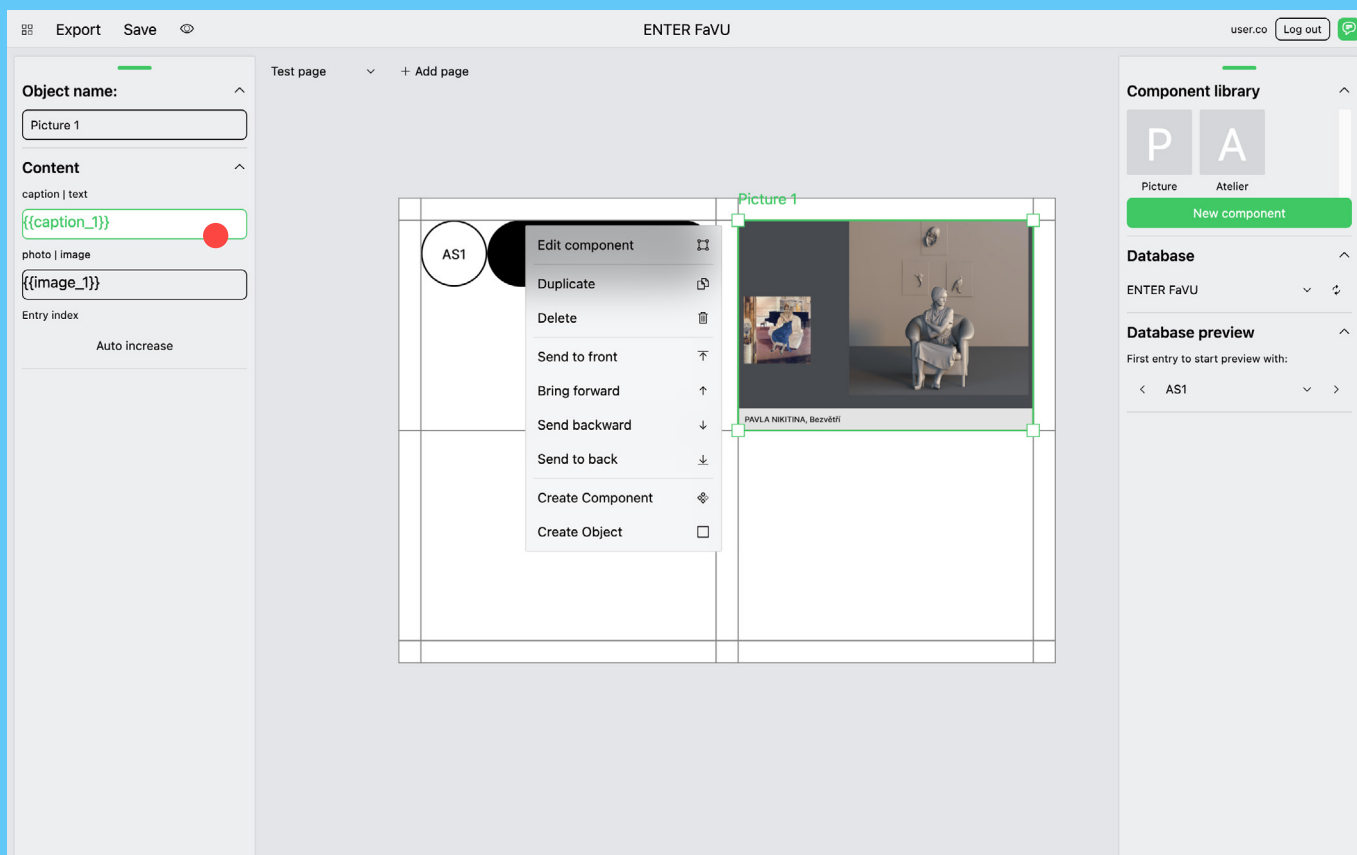 Export Save ENTER FaVU user.co Log out
Object name:
Picture 1
Content
caption | text
{{caption_1}}
photo | image
{{image_1}}
Entry index
Auto increase
Test page + Add page
AS1
Edit component
Duplicate
Delete
Send to front
Bring forward
Send backward
Send to back
Create Component
Create Object
Picture 1
PAVLA NIKITINA, Bezvětří
Component library
P A
Picture Atelier
New component
Database
ENTER FaVU
Database preview
First entry to start preview with:
AS1